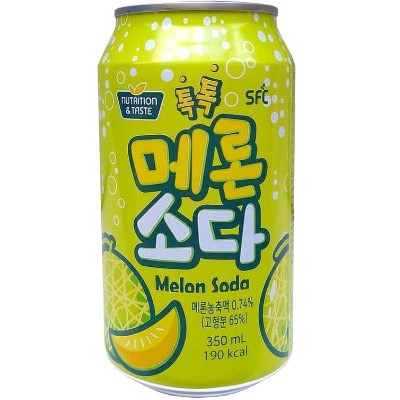 NUTRITION
& TASTE
톡톡
SFC
메론
소다
Melon Soda
메론농축액 0.74%
(고형분 65%)
350 mL
190 kcal